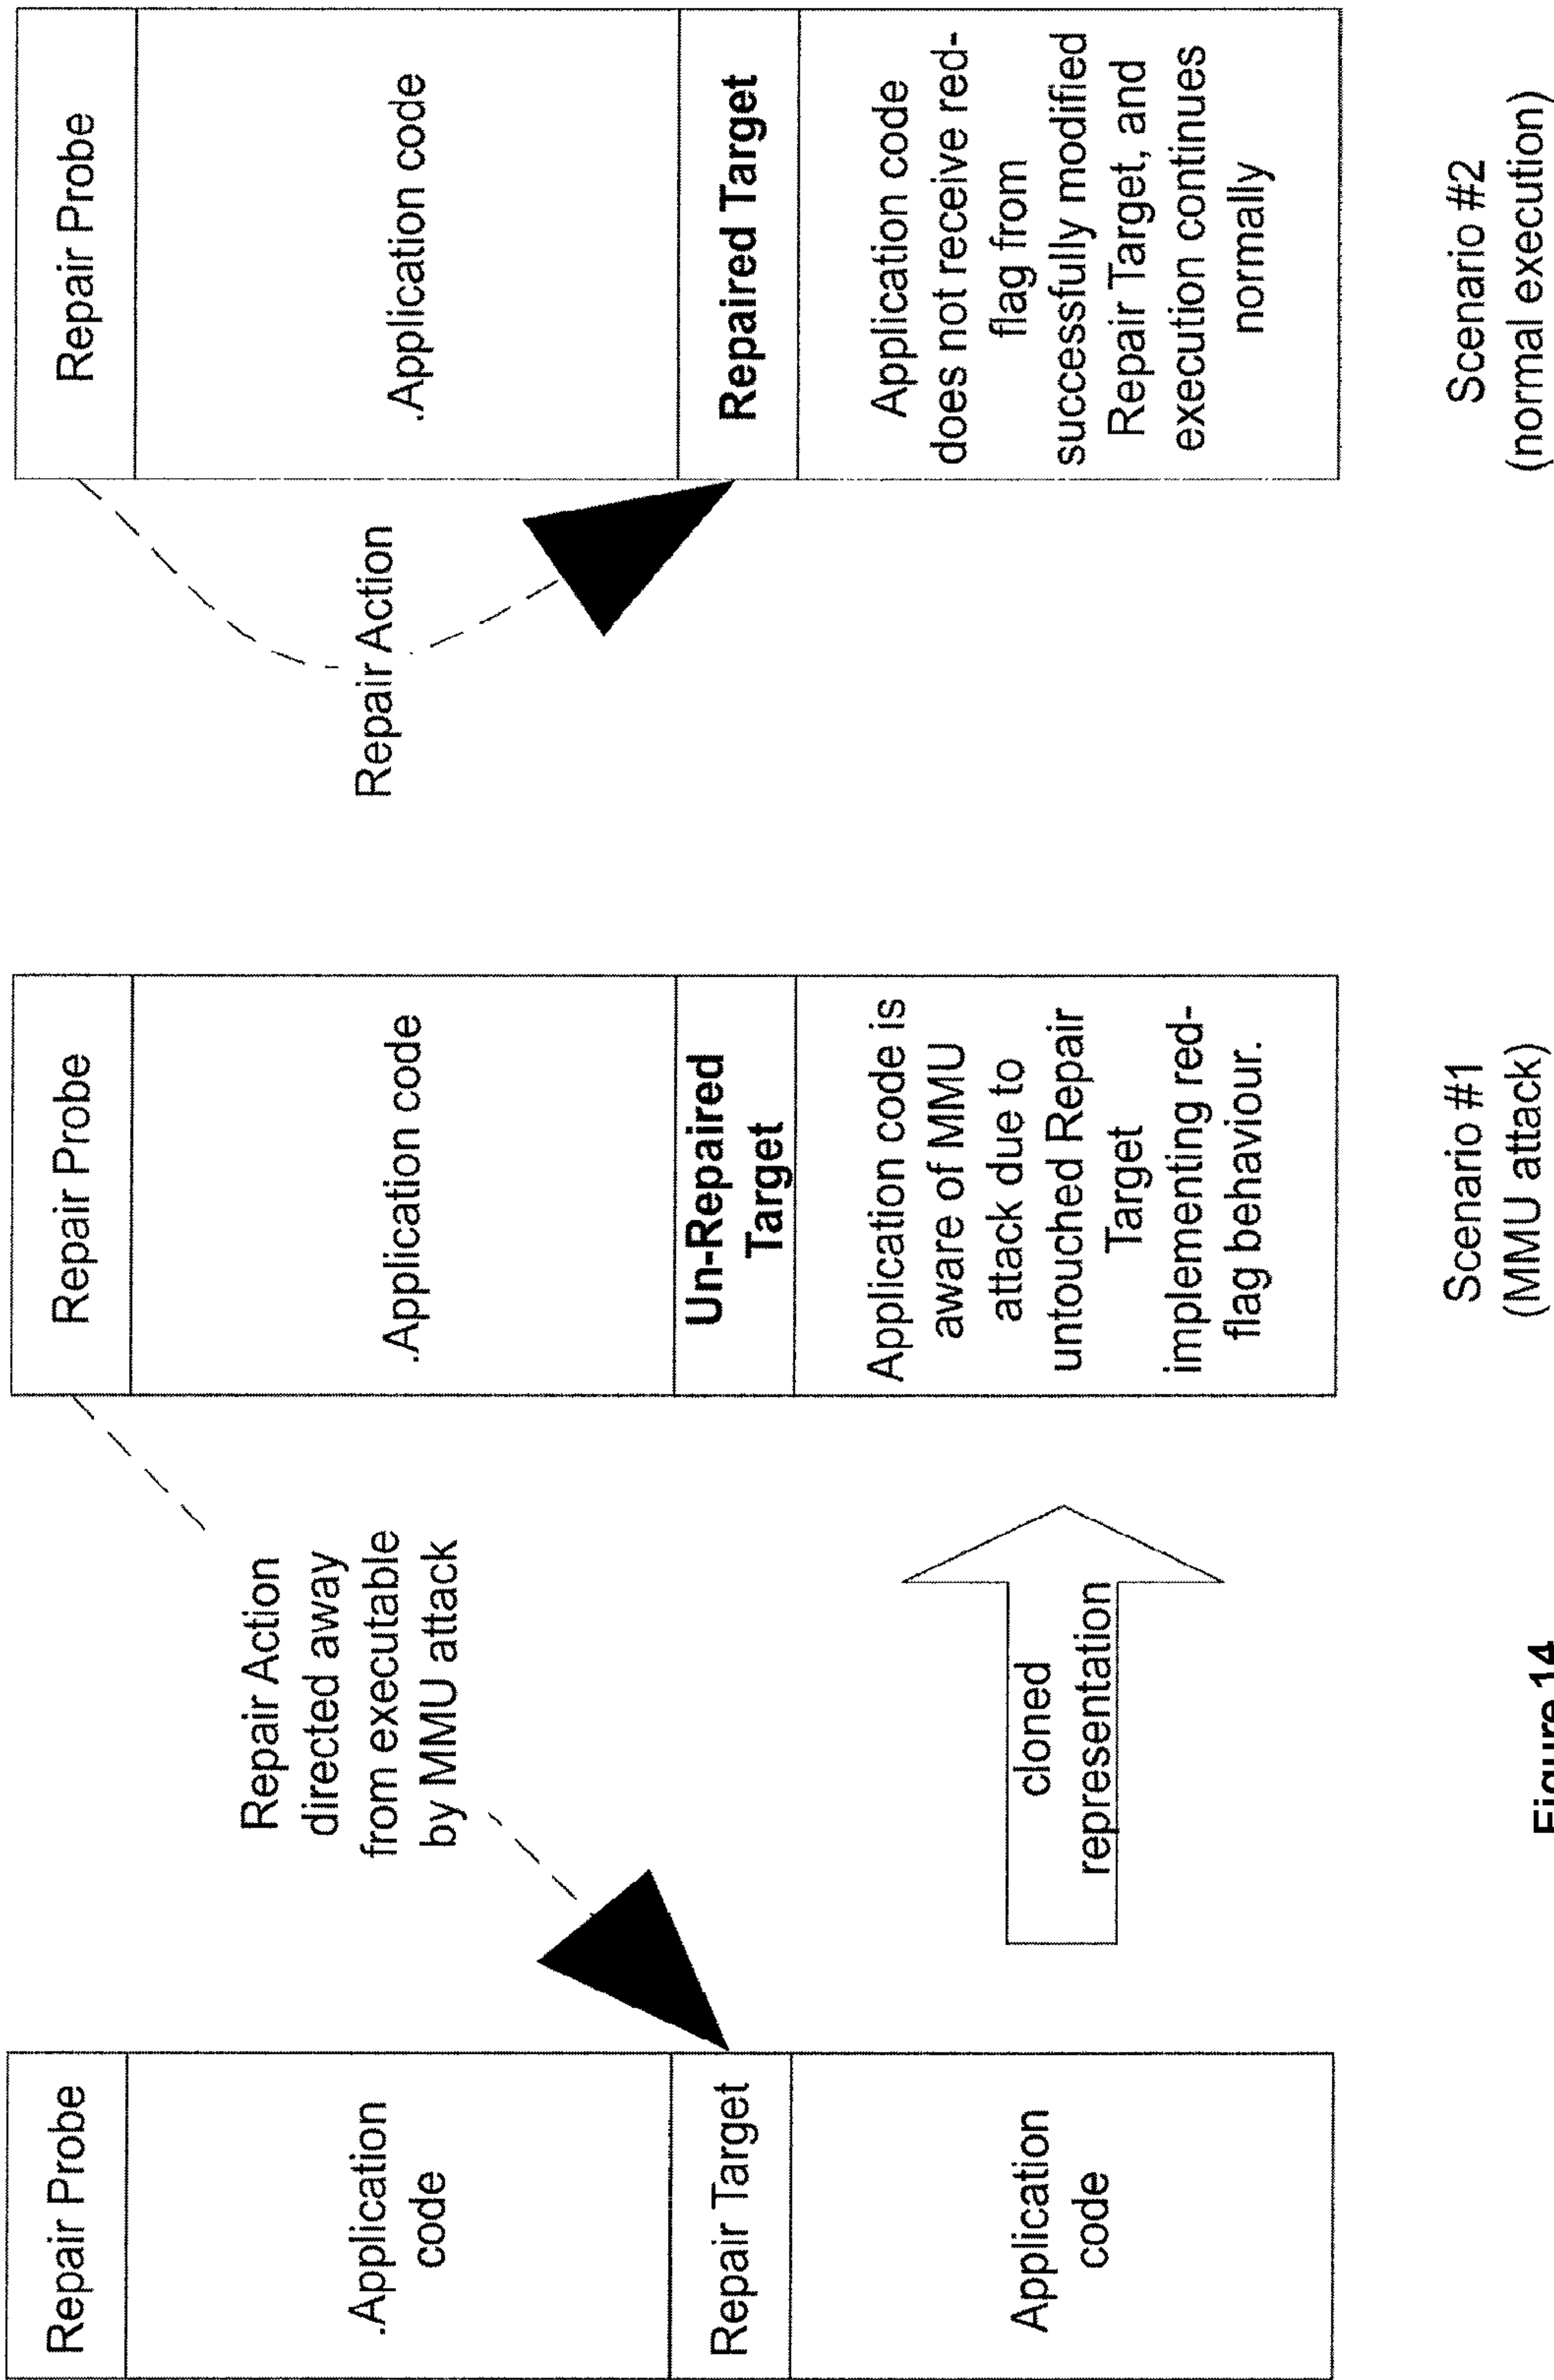 Repair Probe
.Application
code
Repair Target
Application
code
Repair Action
directed away
from executable
by MMU attack
cloned
representation
Repair Probe
.Application code
Un-Repaired
Target
Application code is
aware of MMU
attack due to
untouched Repair
Target
implementing red-
flag behaviour.
Scenario #1
(MMU attack)
Repair Action
Repair Probe
.Application code
Repaired Target
Application code
does not receive red-
flag from
successfully modified
Repair Target, and
execution continues
normally
Scenario #2
(normal execution)
Figure 14